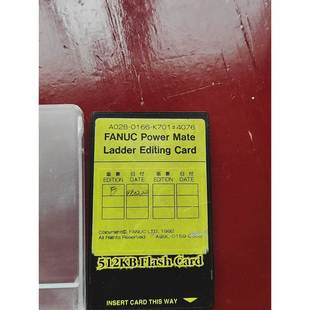 A02B-0166-K701#4076
FANUC Power Mate
Ladder Editing Card
版数 日付 版数 日付
EDITION DATE EDITION DATE
B
Copyright© FANUC LTD, 1990
All Rights Reserved
512KB Flash Card
INSERT CARD THIS WAY